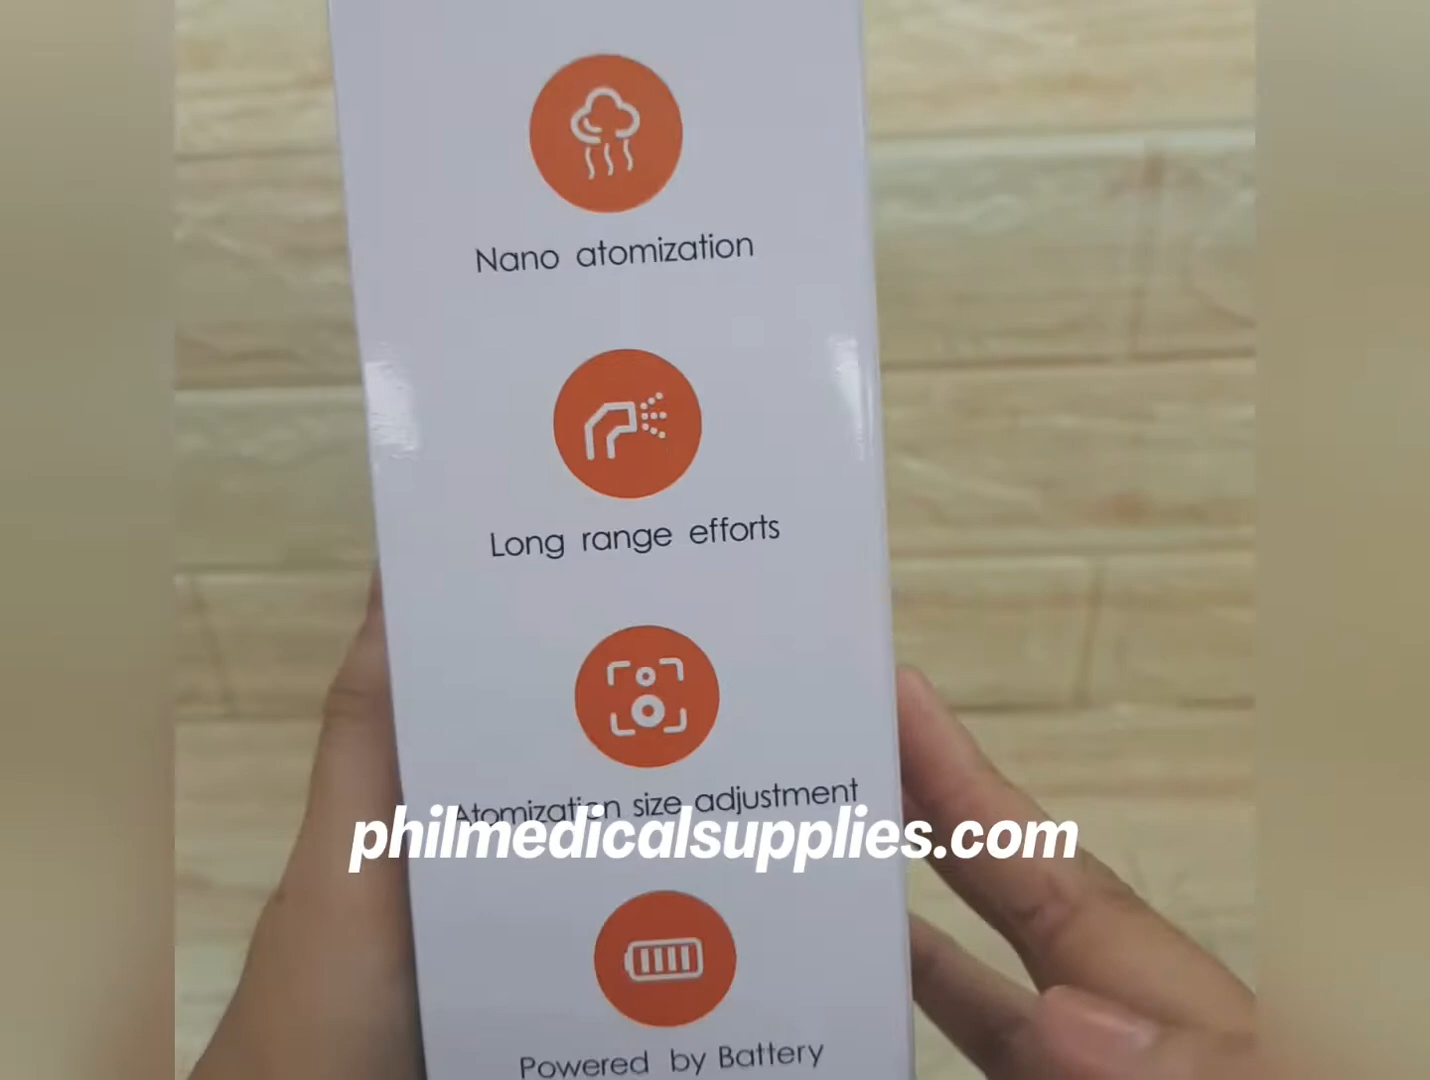 Nano atomization
Long range efforts
Atomization size adjustment
philmedicalsupplies.com
Powered by Battery